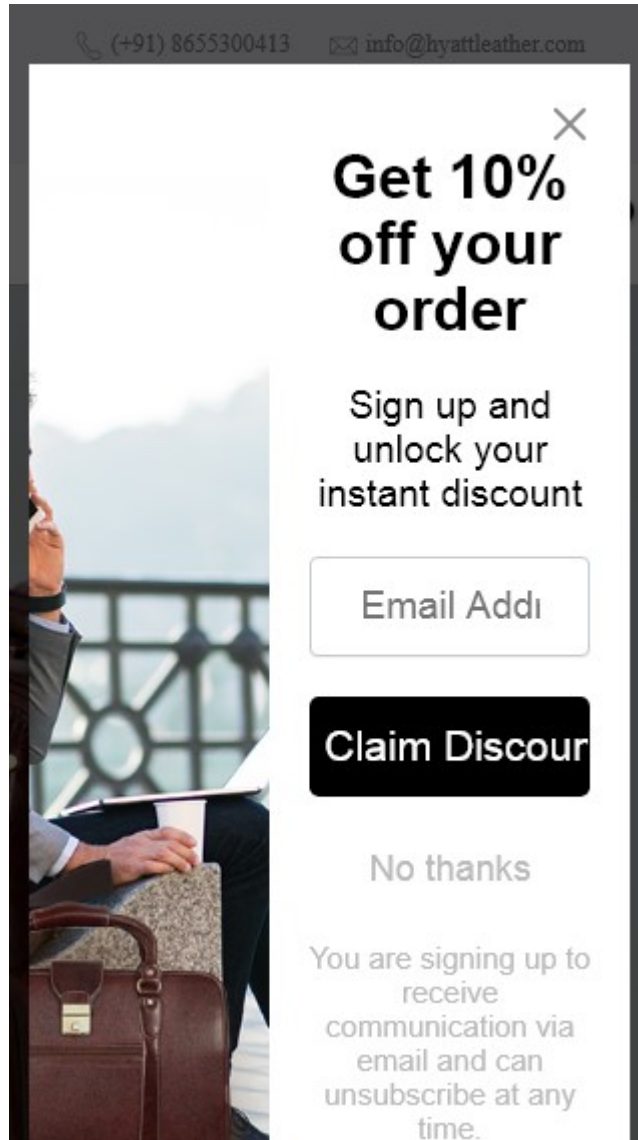 (+91) 8655300413 info@hyattleather.com
Get 10%
off your
order
Sign up and
unlock your
instant discount
Email Addr
Claim Discour
No thanks
You are signing up to
receive
communication via
email and can
unsubscribe at any
time.